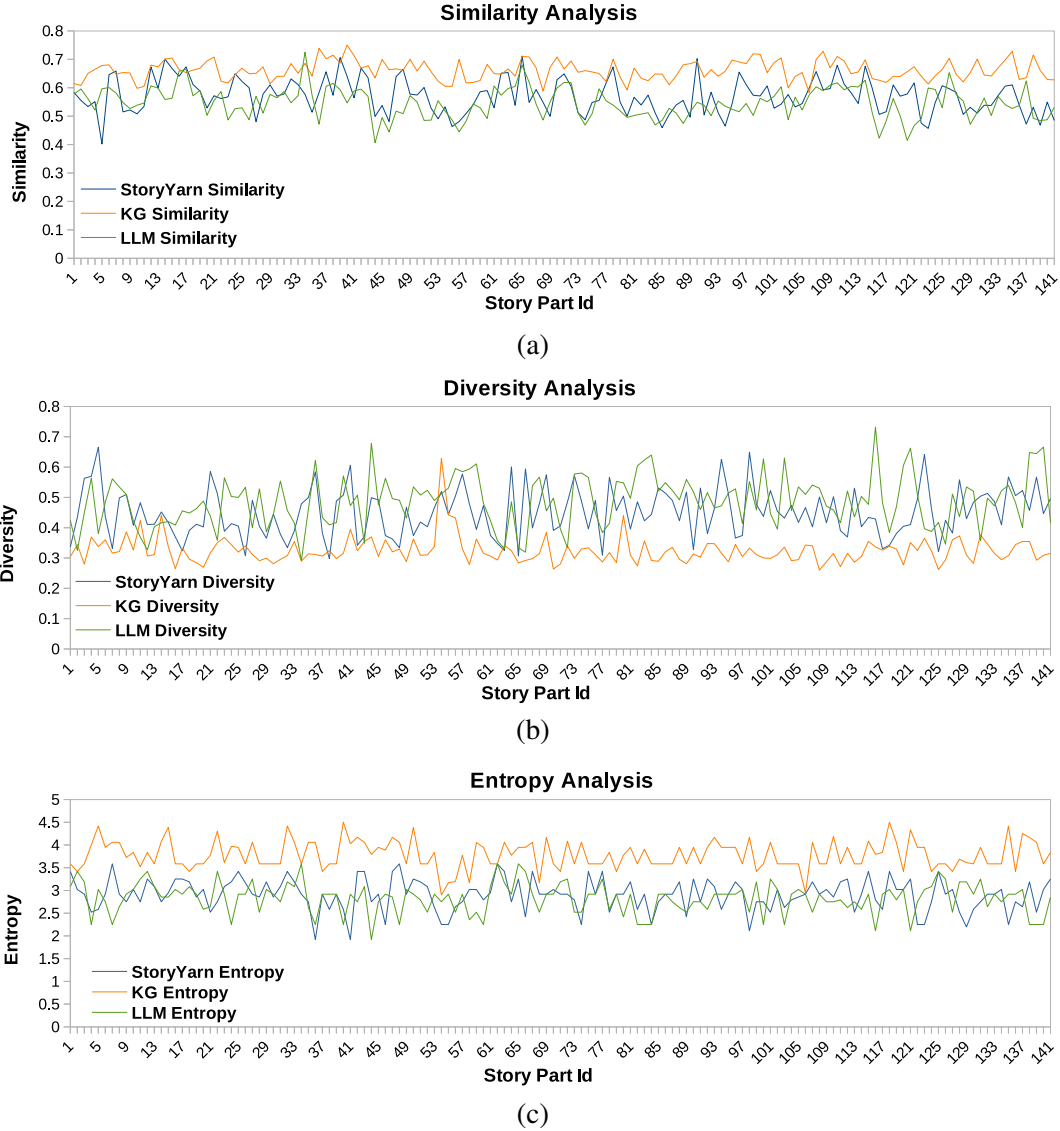 Similarity Analysis
0.8
0.7
0.6
0.5
0.4
0.3
0.2
0.1
0
Similarity
StoryYarn Similarity
KG Similarity
LLM Similarity
1 5 9 13 17 21 25 29 33 37 41 45 49 53 57 61 65 69 73 77 81 85 89 93 97 101 105 109 113 117 121 125 129 133 137 141
Story Part Id
(a)
Diversity Analysis
0.8
0.7
0.6
0.5
0.4
0.3
0.2
0.1
0
Diversity
StoryYarn Diversity
KG Diversity
LLM Diversity
1 5 9 13 17 21 25 29 33 37 41 45 49 53 57 61 65 69 73 77 81 85 89 93 97 101 105 109 113 117 121 125 129 133 137 141
Story Part Id
(b)
Entropy Analysis
5
4.5
4
3.5
3
2.5
2
1.5
1
0.5
0
Entropy
StoryYarn Entropy
KG Entropy
LLM Entropy
1 5 9 13 17 21 25 29 33 37 41 45 49 53 57 61 65 69 73 77 81 85 89 93 97 101 105 109 113 117 121 125 129 133 137 141
Story Part Id
(c)